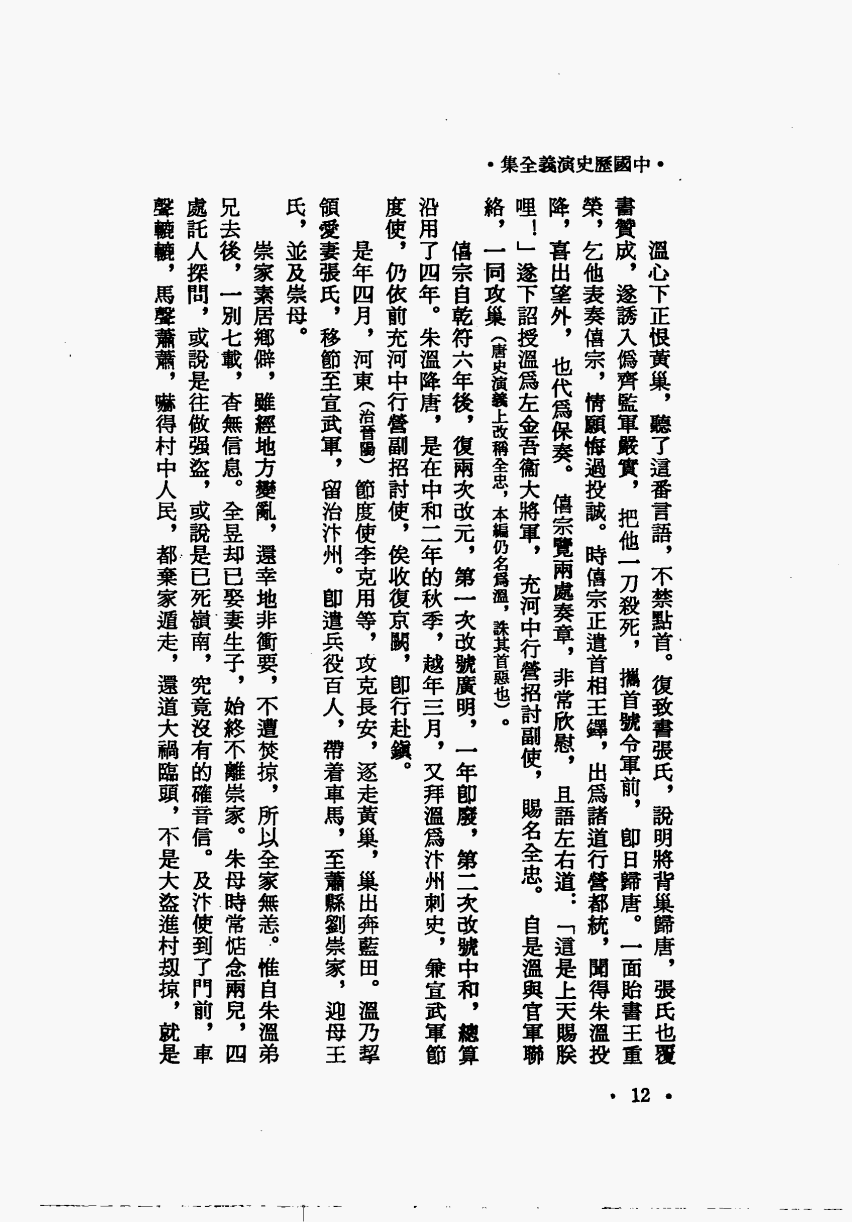 •中國歷史演義全集•
溫心下正恨黃巢，聽了這番言語，不禁點首。復致書張氏，說明將背巢歸唐，張氏也覆
書贊成，遂誘入僞齊監軍嚴實，把他一刀殺死，攜首號令軍前，卽日歸唐。一面貽書王重
榮，乞他表奏僖宗，情願悔過投誠。時僖宗正遣首相王鐸，出爲諸道行營都統，聞得朱溫投
降，喜出望外，也代爲保奏。僖宗覽兩處奏章，非常欣慰，且語左右道：「這是上天賜朕
哩！」遂下詔授溫爲左金吾衞大將軍，充河中行營招討副使，賜名全忠。自是溫與官軍聯
絡，一同攻巢（唐史演義上改稱全忠，本編仍名爲溫，誅其首惡也）。
僖宗自乾符六年後，復兩次改元，第一次改號廣明，一年卽廢，第二次改號中和，總算
沿用了四年。朱溫降唐，是在中和二年的秋季，越年三月，又拜溫爲汴州刺史，兼宣武軍節
度使，仍依前充河中行營副招討使，俟收復京闕，卽行赴鎭。
是年四月，河東（治晉陽）節度使李克用等，攻克長安，逐走黃巢，巢出奔藍田。溫乃挈
領愛妻張氏，移節至宣武軍，留治汴州。卽遣兵役百人，帶着車馬，至蕭縣劉崇家，迎母王
氏，並及崇母。
崇家素居鄉僻，雖經地方變亂，還幸地非衝要，不遭焚掠，所以全家無恙。惟自朱溫弟
兄去後，一別七載，杳無信息。全昱却已娶妻生子，始終不離崇家。朱母時常惦念兩兒，四
處託人探問，或說是往做强盜，或說是已死嶺南，究竟沒有的確音信。及汴使到了門前，車
聲轆轆，馬聲蕭蕭，嚇得村中人民，都棄家遁走，還道大禍臨頭，不是大盜進村刼掠，就是
•12•